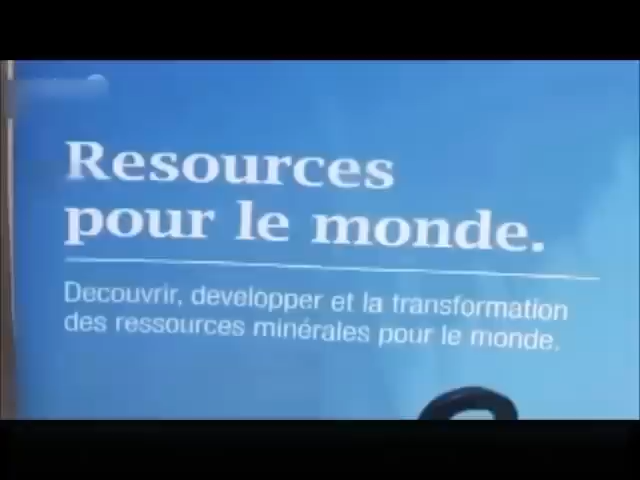 Resources
pour le monde.
Decouvrir, developper et la transformation
des ressources minérales pour le monde.